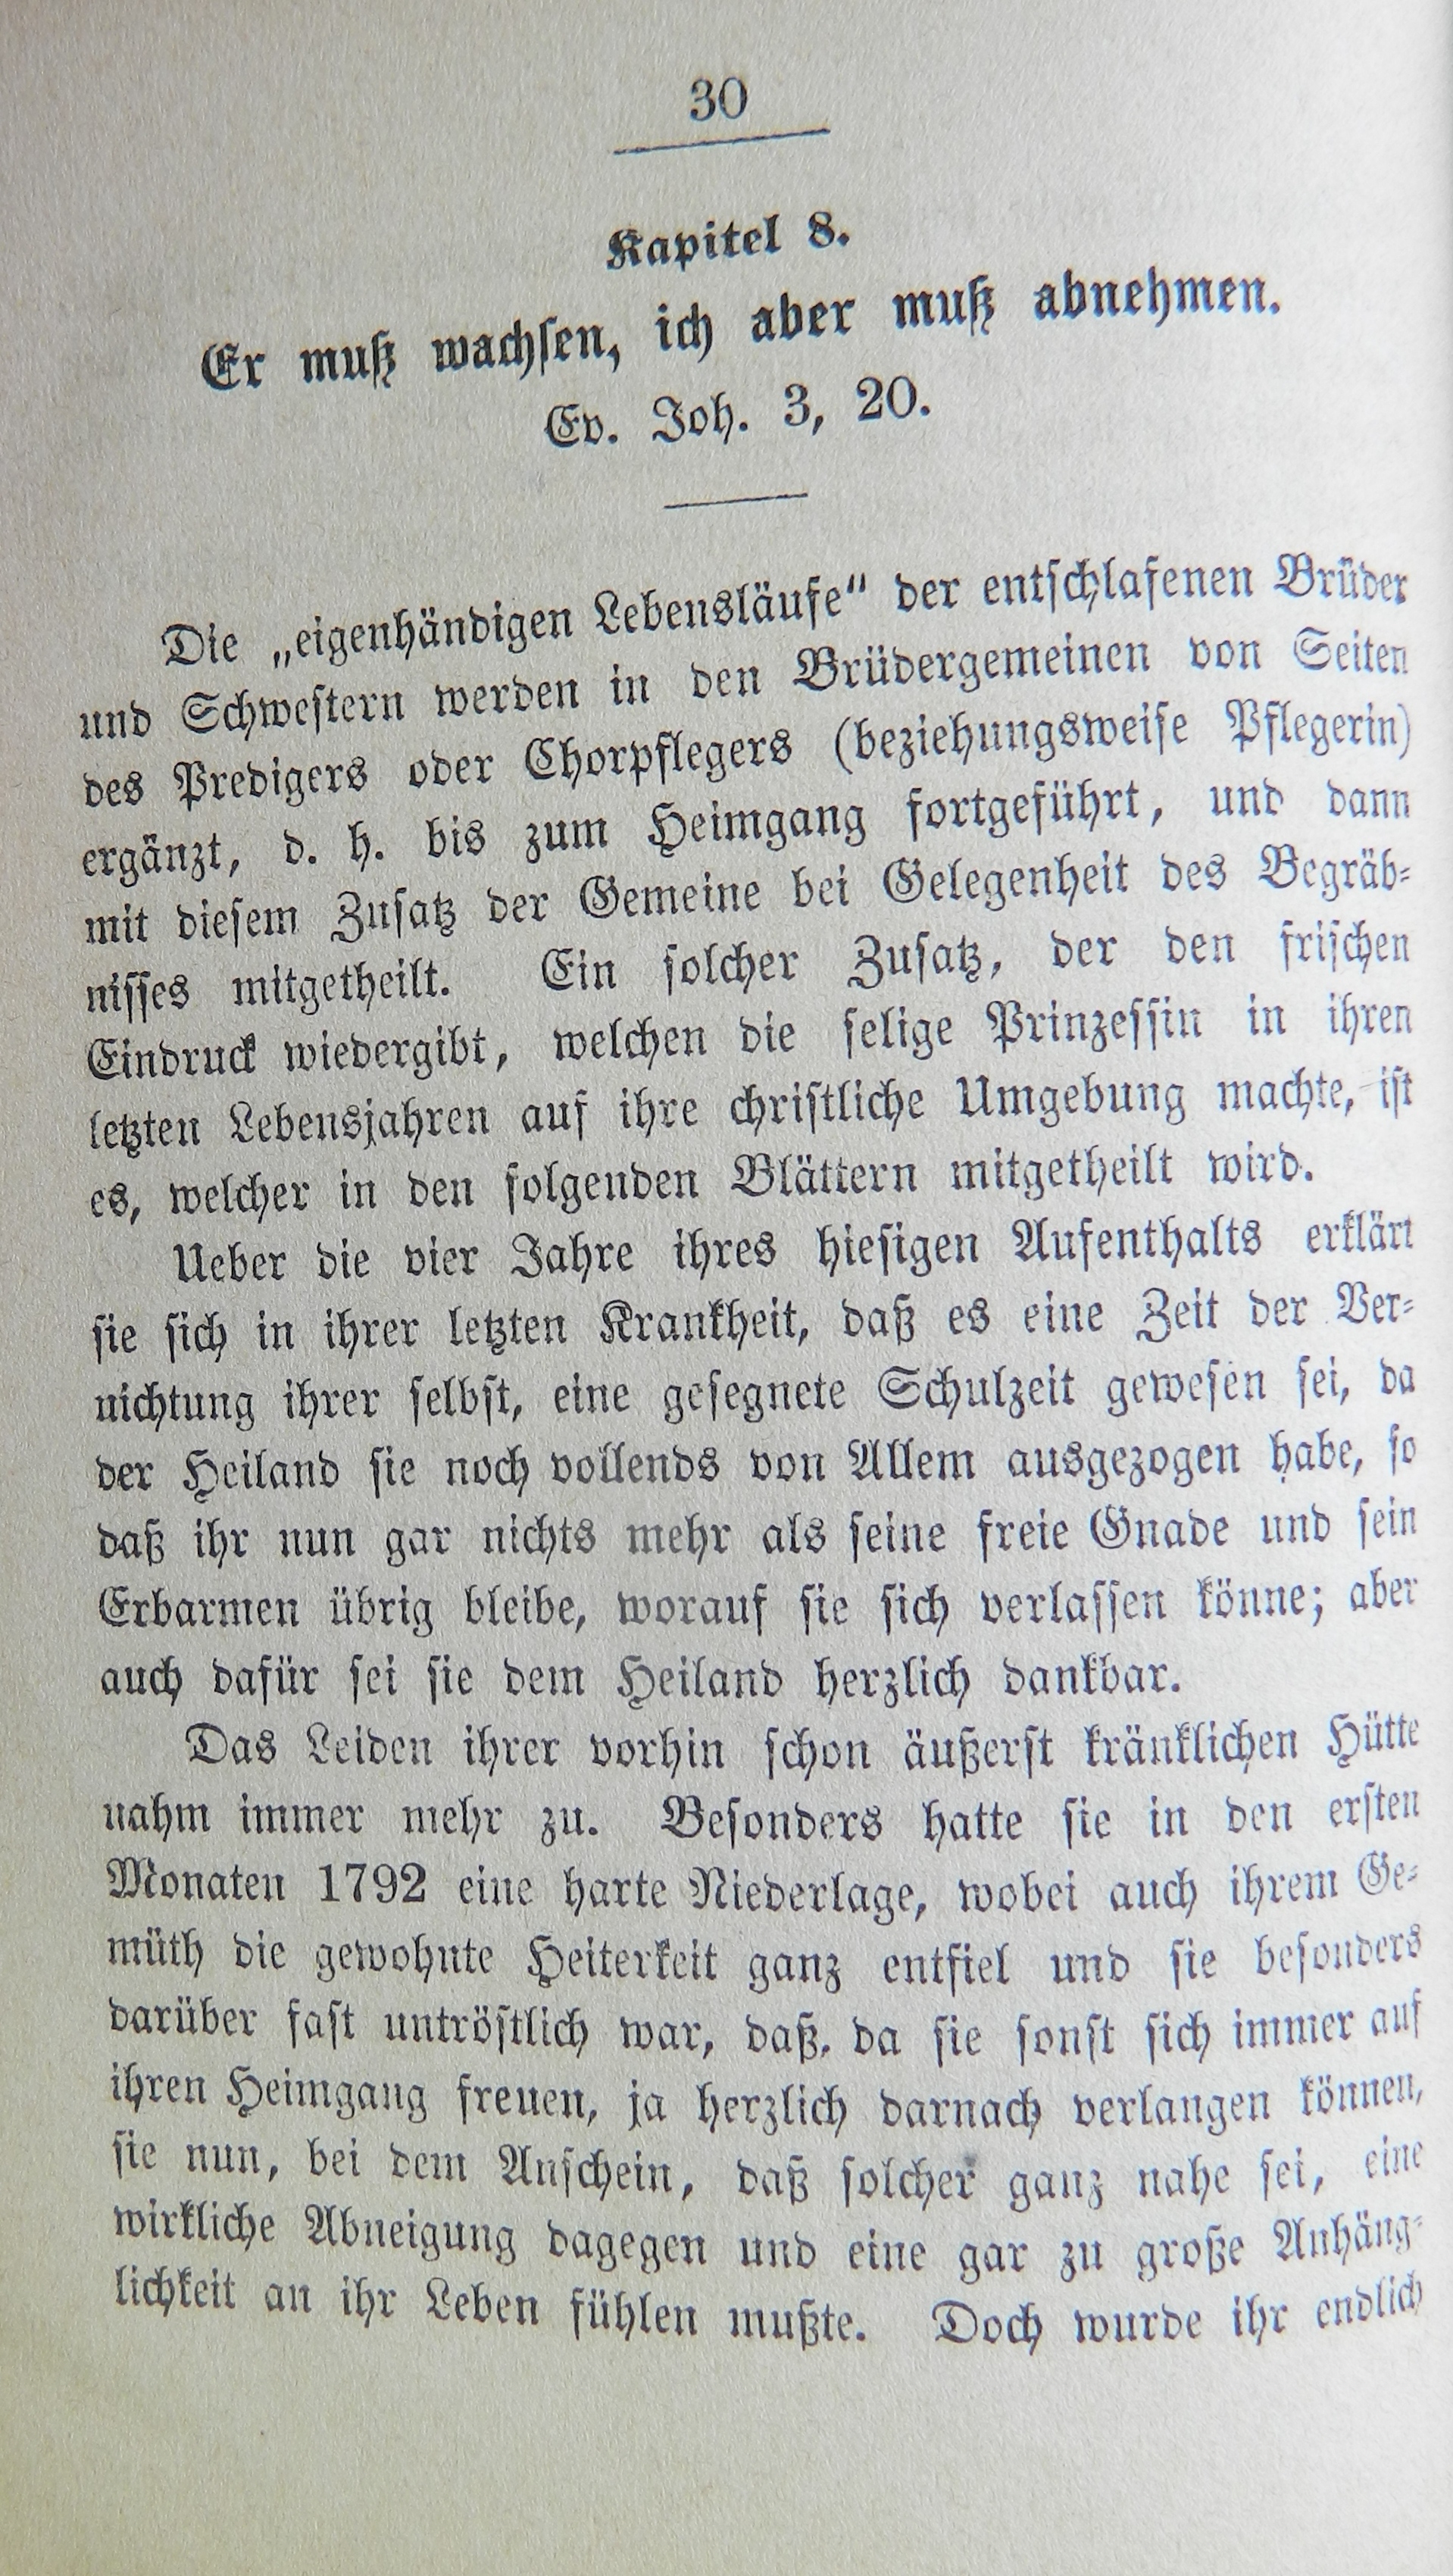 30
Kapitel 8.
Er muß wachsen, ich aber muß abnehmen.
Ev. Joh. 3, 20.
Die „eigenhändigen Lebensläufe“ der entschlafenen Brüder
und Schwestern werden in den Brüdergemeinen von Seiten
des Predigers oder Chorpflegers (beziehungsweise Pflegerin)
ergänzt, d. h. bis zum Heimgang fortgeführt, und dann
mit diesem Zusatz der Gemeine bei Gelegenheit des Begräb-
nisses mitgetheilt. Ein solcher Zusatz, der den frischen
Eindruck wiedergibt, welchen die selige Prinzessin in ihren
letzten Lebensjahren auf ihre christliche Umgebung machte, ist
es, welcher in den folgenden Blättern mitgetheilt wird.
Ueber die vier Jahre ihres hiesigen Aufenthalts erklärt
sie sich in ihrer letzten Krankheit, daß es eine Zeit der Ver-
nichtung ihrer selbst, eine gesegnete Schulzeit gewesen sei, da
der Heiland sie noch vollends von Allem ausgezogen habe, so
daß ihr nun gar nichts mehr als seine freie Gnade und sein
Erbarmen übrig bleibe, worauf sie sich verlassen könne; aber
auch dafür sei sie dem Heiland herzlich dankbar.
Das Leiden ihrer vorhin schon äußerst kränklichen Hütte
nahm immer mehr zu. Besonders hatte sie in den ersten
Monaten 1792 eine harte Niederlage, wobei auch ihrem Ge-
müth die gewohnte Heiterkeit ganz entfiel und sie besonders
darüber fast untröstlich war, daß, da sie sonst sich immer auf
ihren Heimgang freuen, ja herzlich darnach verlangen können,
sie nun, bei dem Anschein, daß solcher ganz nahe sei, eine
wirkliche Abneigung dagegen und eine gar zu große Anhäng-
lichkeit an ihr Leben fühlen mußte. Doch wurde ihr endlich